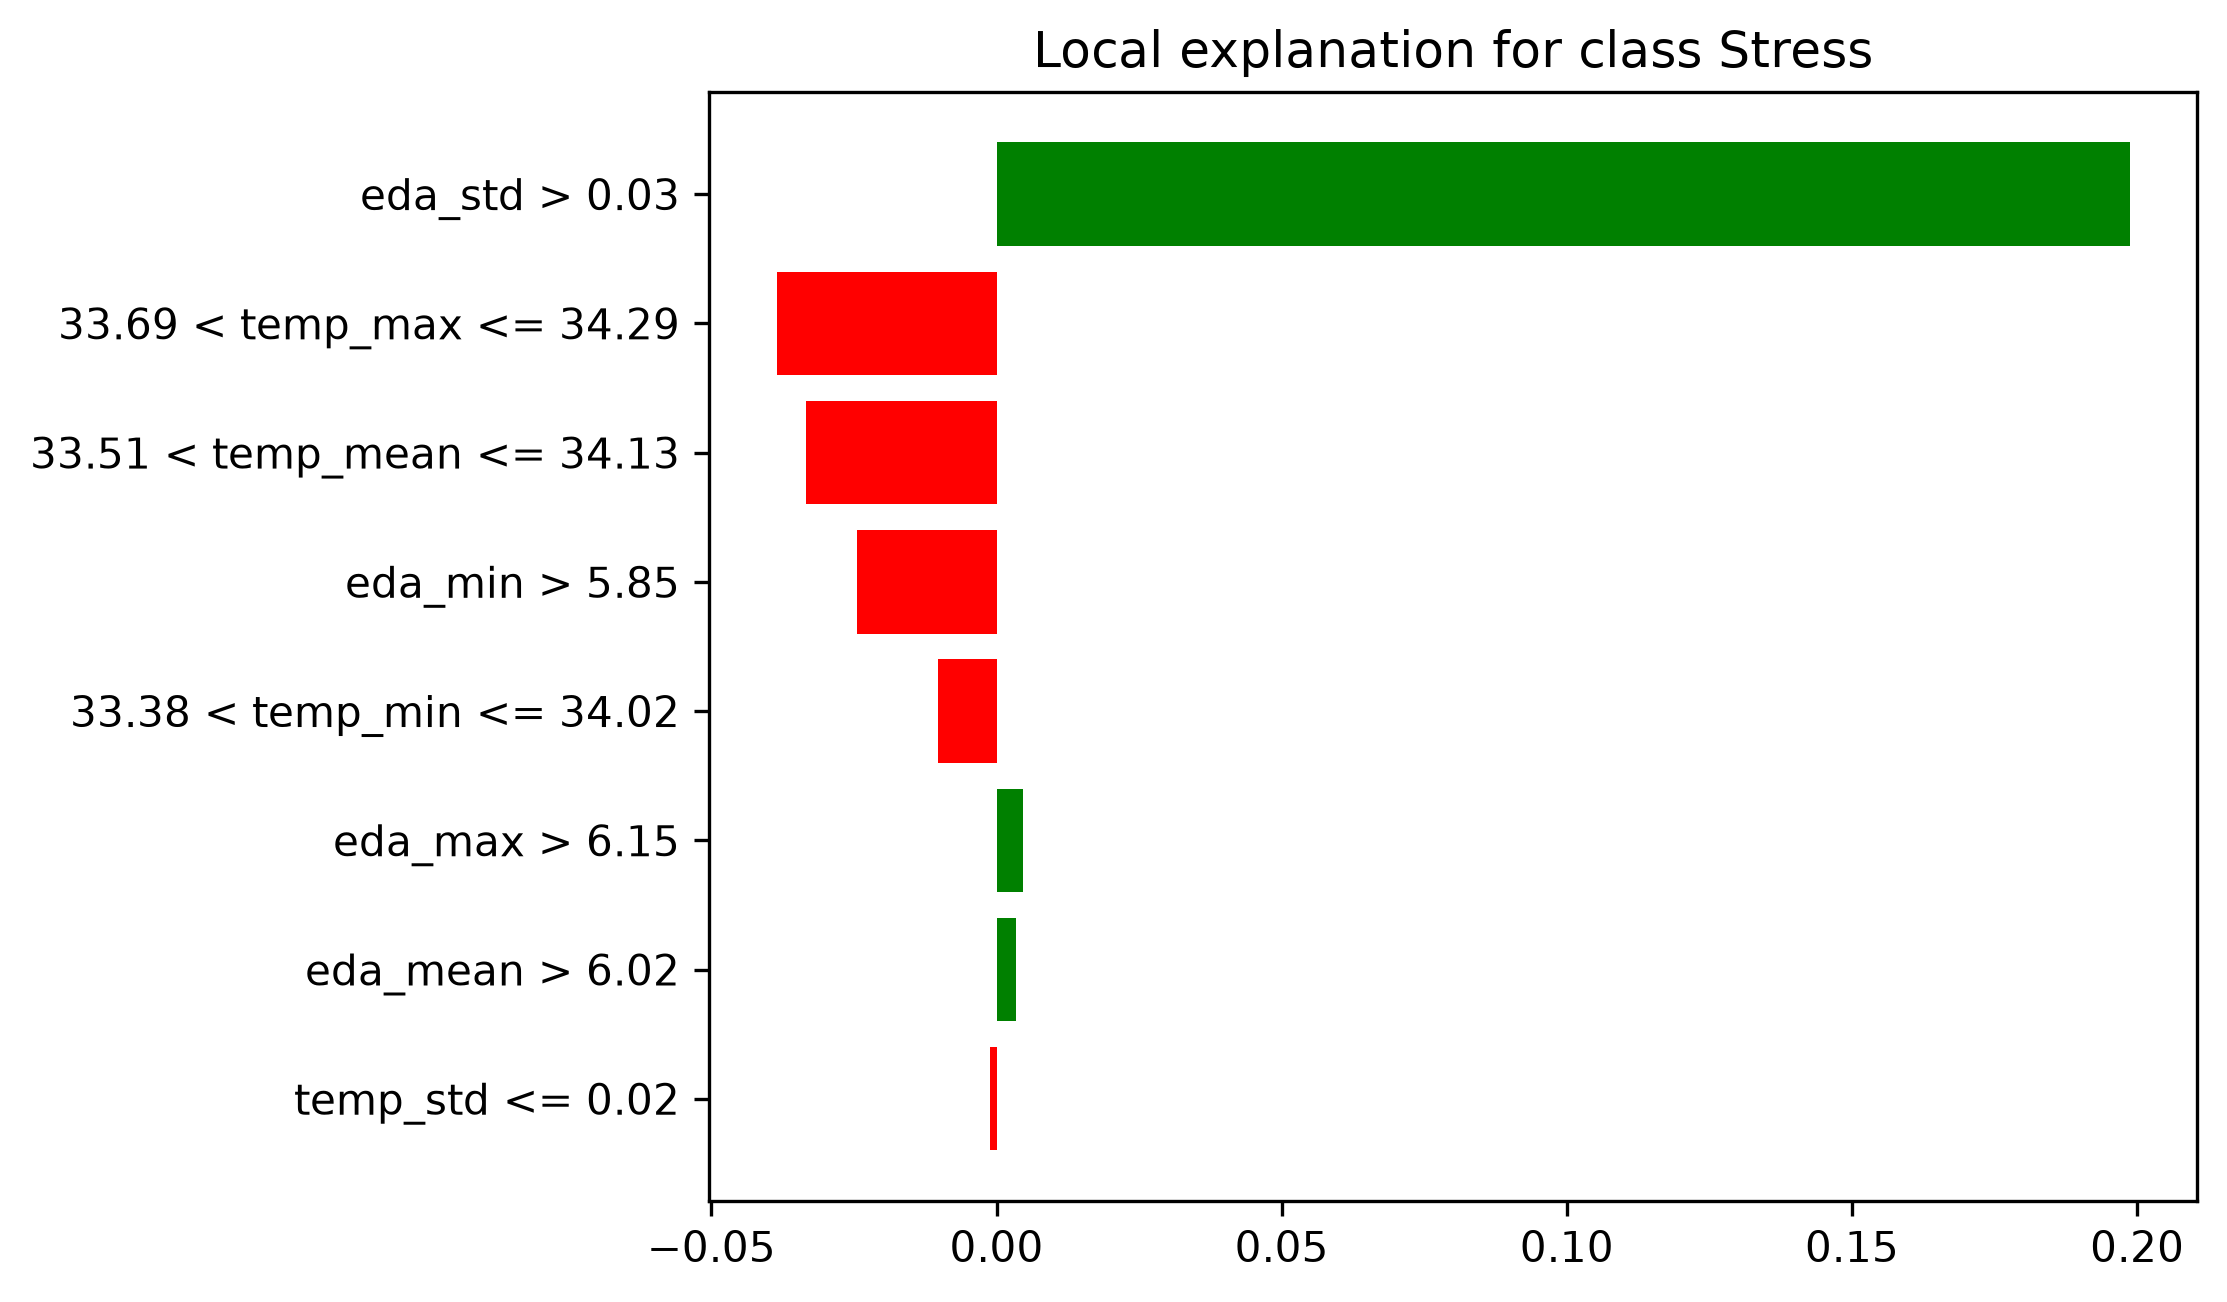 Local explanation for class Stress
eda_std > 0.03
33.69 < temp_max <= 34.29
33.51 < temp_mean <= 34.13
eda_min > 5.85
33.38 < temp_min <= 34.02
eda_max > 6.15
eda_mean > 6.02
temp_std <= 0.02
−0.05 0.00 0.05 0.10 0.15 0.20